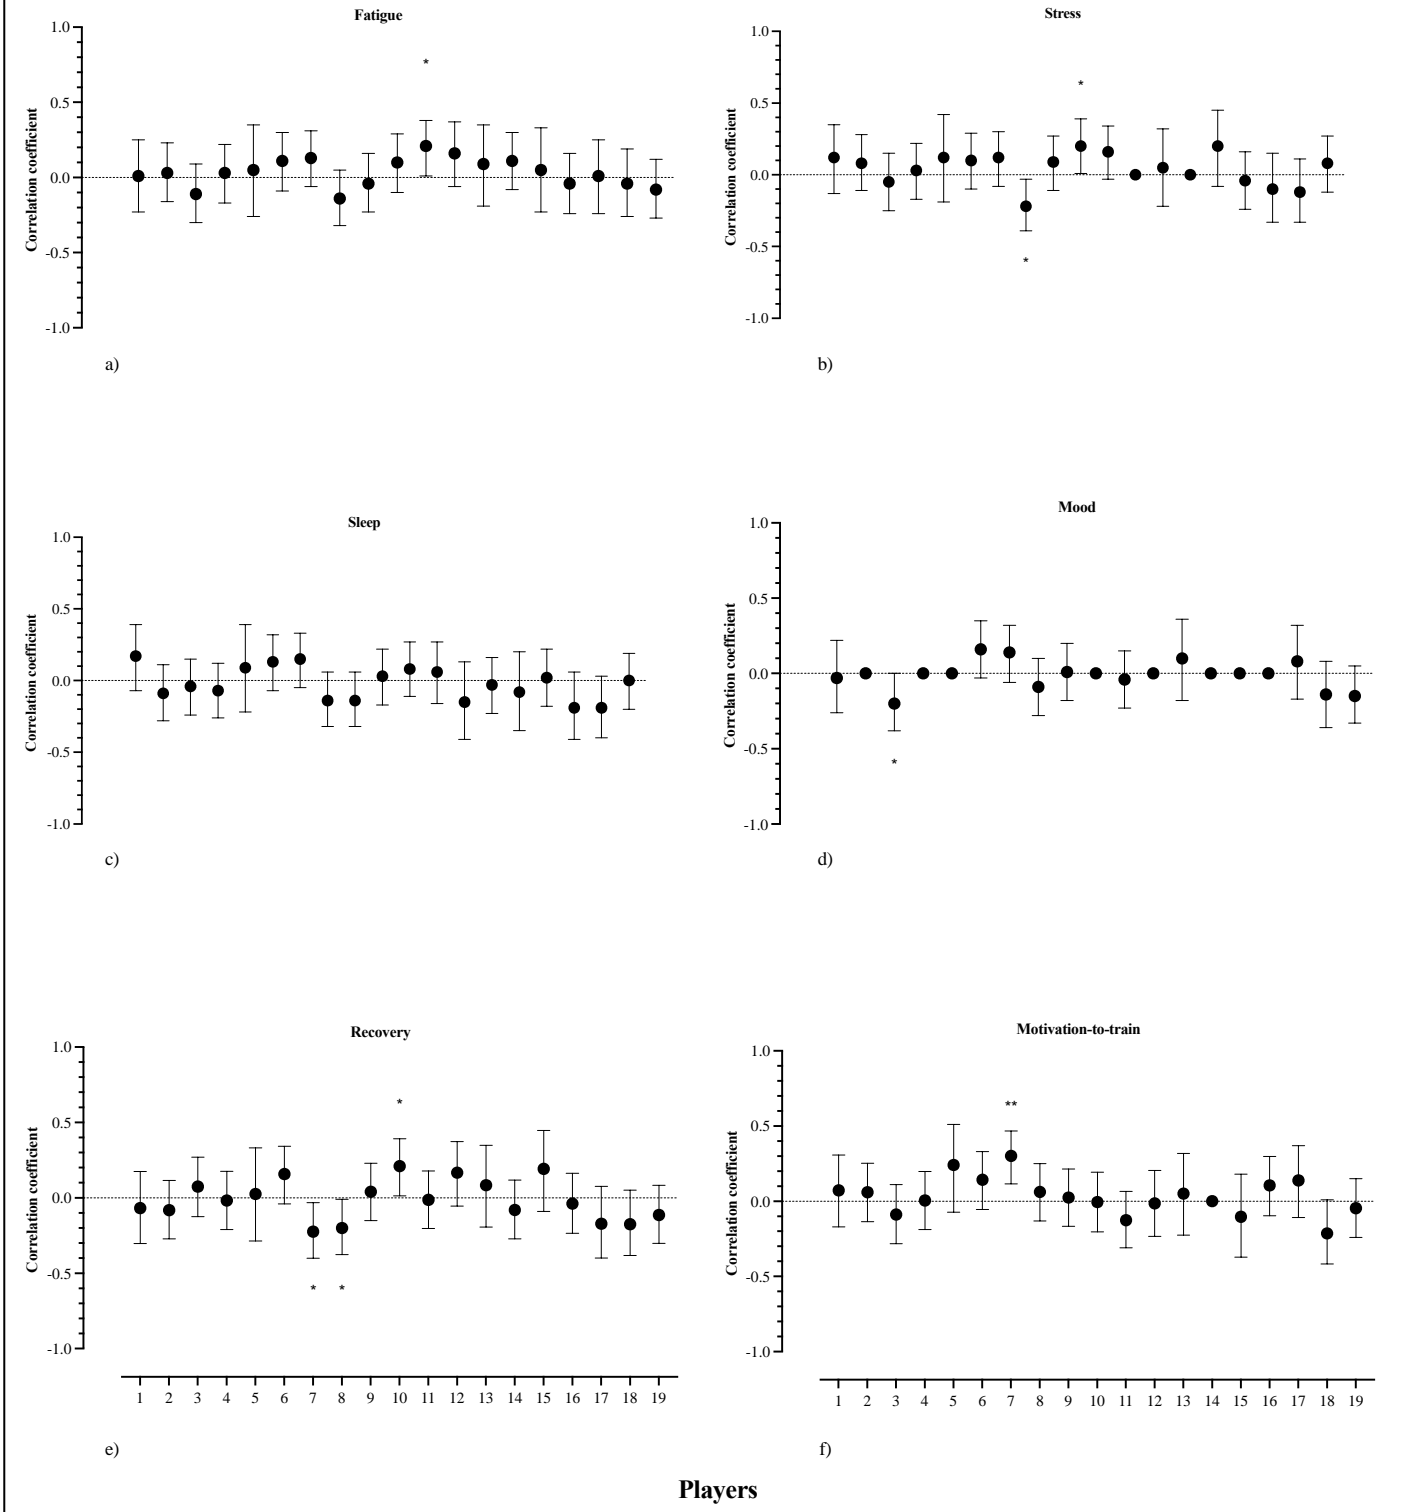 Fatigue
Correlation coefficient
1.0
0.5
0.0
-0.5
-1.0
*
a)
Stress
Correlation coefficient
1.0
0.5
0.0
-0.5
-1.0
*
*
b)
Sleep
Correlation coefficient
1.0
0.5
0.0
-0.5
-1.0
c)
Mood
Correlation coefficient
1.0
0.5
0.0
-0.5
-1.0
*
d)
Recovery
Correlation coefficient
1.0
0.5
0.0
-0.5
-1.0
*
* *
1 2 3 4 5 6 7 8 9 10 11 12 13 14 15 16 17 18 19
e)
Motivation-to-train
Correlation coefficient
1.0
0.5
0.0
-0.5
-1.0
**
1 2 3 4 5 6 7 8 9 10 11 12 13 14 15 16 17 18 19
f)
Players